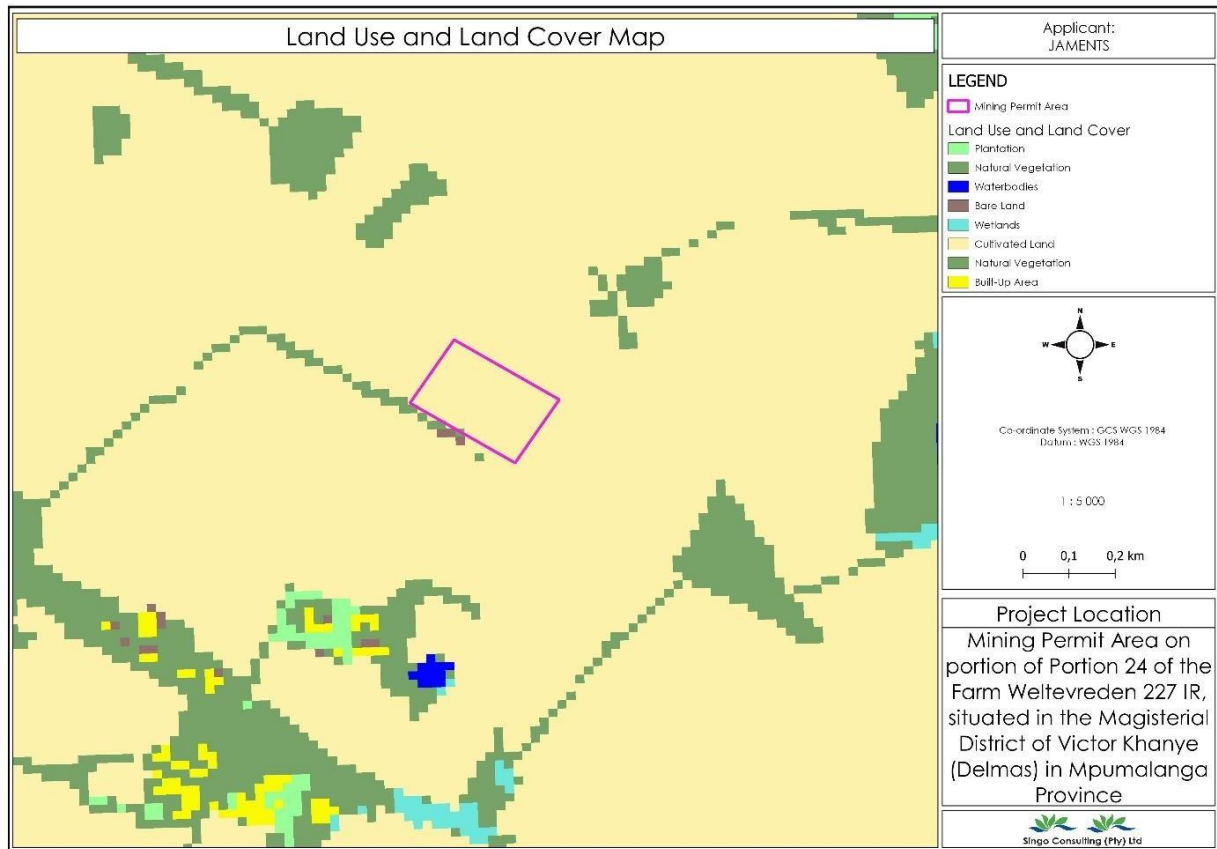 Land Use and Land Cover Map
Applicant:
JAMENTS
LEGEND
Mining Permit Area
Land Use and Land Cover
Plantation
Natural Vegetation
Waterbodies
Bare Land
Wetlands
Cultivated Land
Natural Vegetation
Built-Up Area
N
W
E
S
Co-ordinate System : GCS WGS 1984
Datum : WGS 1984
1 : 5 000
0 0,1 0,2 km
Project Location
Mining Permit Area on
portion of Portion 24 of the
Farm Weltevreden 227 IR,
situated in the Magisterial
District of Victor Khanye
(Delmas) in Mpumalanga
Province
Singo Consulting (Pty) Ltd